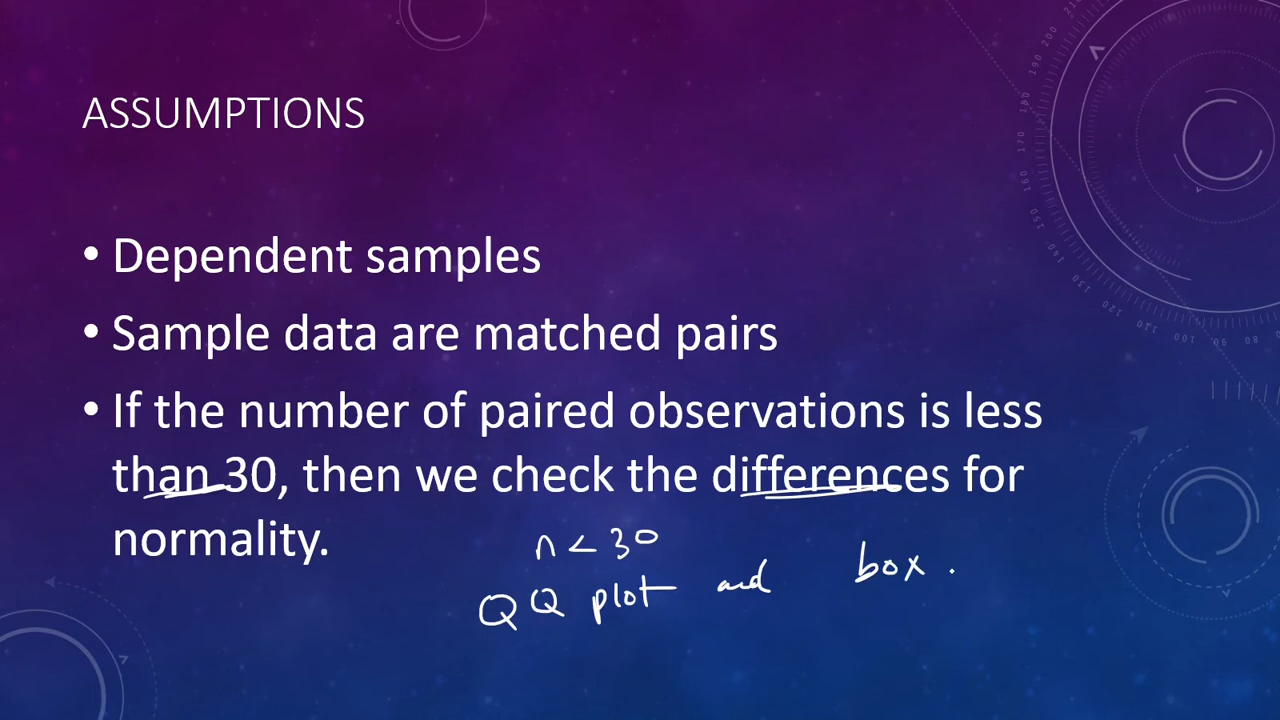 ASSUMPTIONS
• Dependent samples
• Sample data are matched pairs
• If the number of paired observations is less
than 30, then we check the differences for
normality.
n < 30
QQ plot and box.